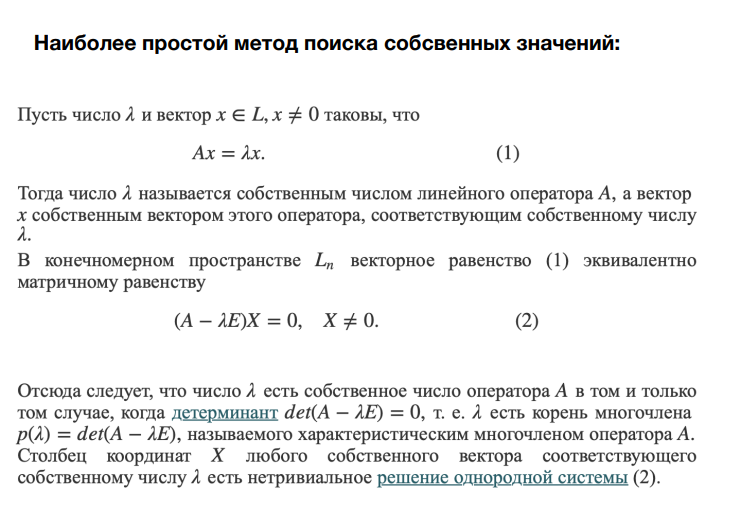 Наиболее простой метод поиска собсвенных значений:
Пусть число λ и вектор x ∈ L, x ≠ 0 таковы, что
Ax = λx. (1)
Тогда число λ называется собственным числом линейного оператора A, а вектор
x собственным вектором этого оператора, соответствующим собственному числу
λ.
В конечномерном пространстве Lₙ векторное равенство (1) эквивалентно
матричному равенству
(A − λE)X = 0, X ≠ 0. (2)
Отсюда следует, что число λ есть собственное число оператора A в том и только
том случае, когда детерминант det(A − λE) = 0, т. е. λ есть корень многочлена
p(λ) = det(A − λE), называемого характеристическим многочленом оператора A.
Столбец координат X любого собственного вектора соответствующего
собственному числу λ есть нетривиальное решение однородной системы (2).